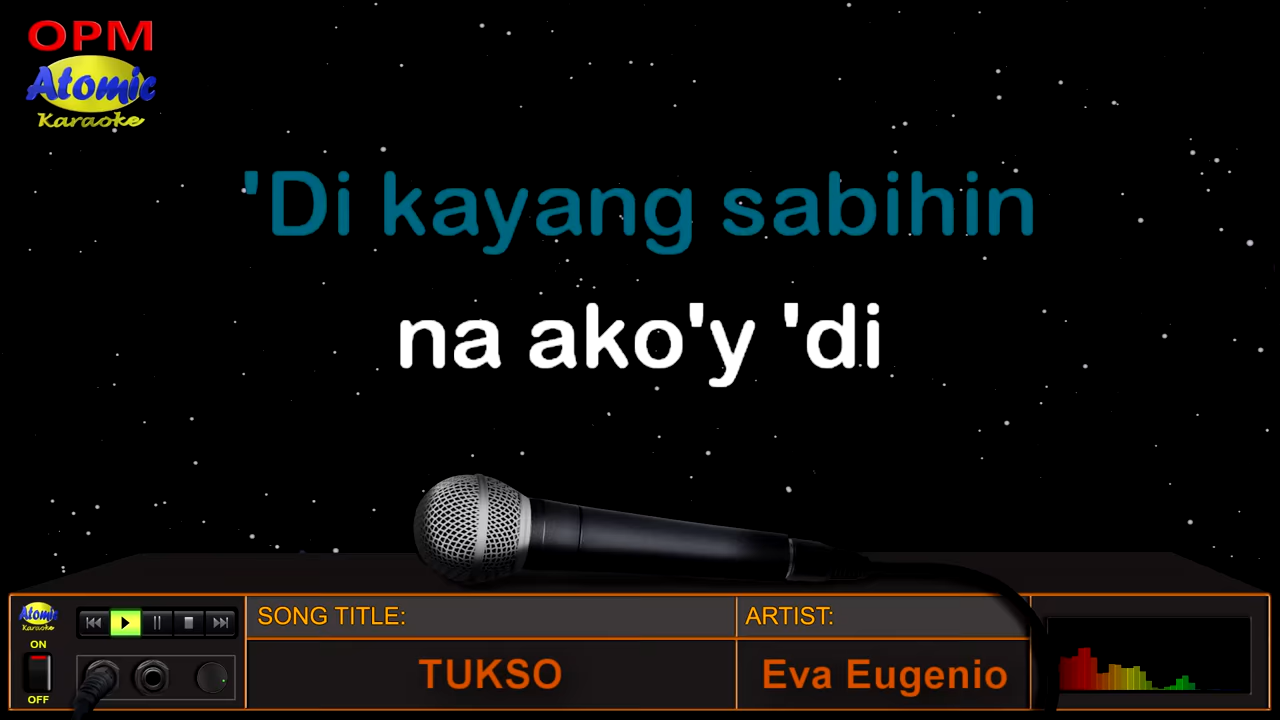 OPM
Atomic
Karaoke
'Di kayang sabihin
na ako'y 'di
Atomic
Karaoke
ON
OFF
SONG TITLE:
TUKSO
ARTIST:
Eva Eugenio